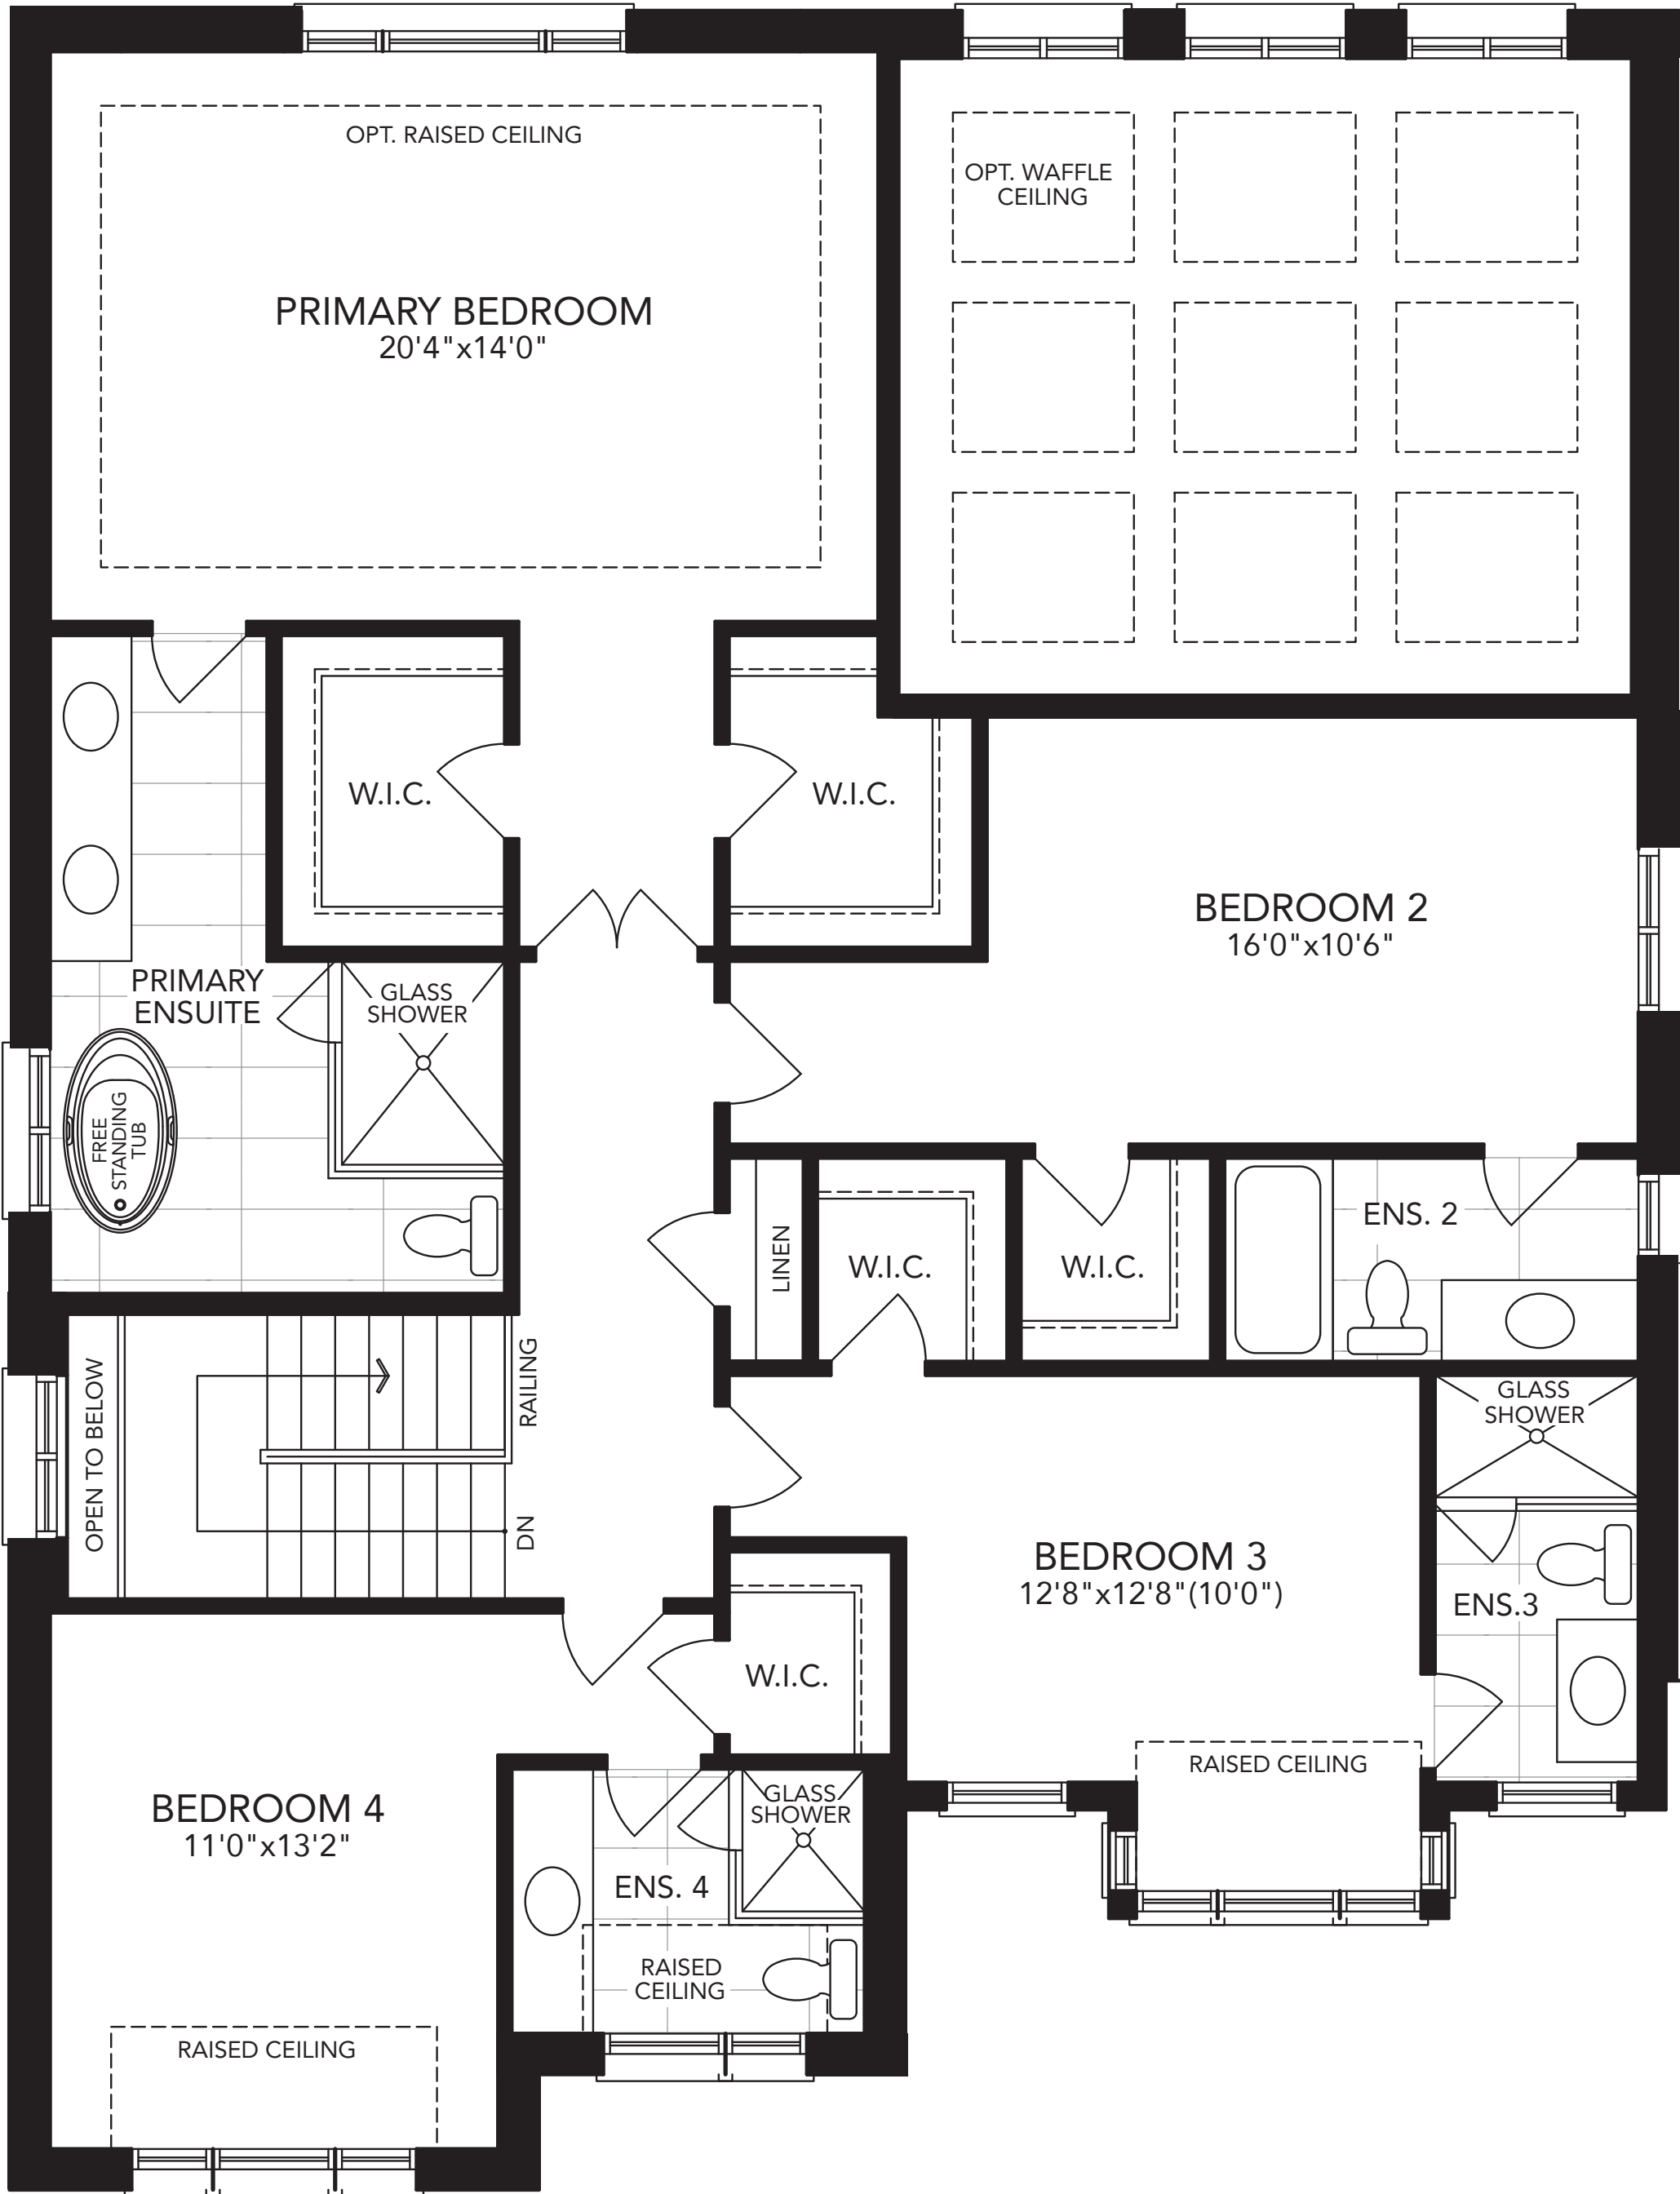 OPT. RAISED CEILING
OPT. WAFFLE
CEILING
PRIMARY BEDROOM
20'4"x14'0"
W.I.C.
W.I.C.
BEDROOM 2
16'0"x10'6"
PRIMARY
ENSUITE
GLASS
SHOWER
FREE
STANDING
TUB
LINEN
W.I.C.
W.I.C.
ENS. 2
OPEN TO BELOW
RAILING
DN
GLASS
SHOWER
BEDROOM 3
12'8"x12'8"(10'0")
ENS.3
W.I.C.
RAISED CEILING
BEDROOM 4
11'0"x13'2"
GLASS
SHOWER
ENS. 4
RAISED
CEILING
RAISED CEILING